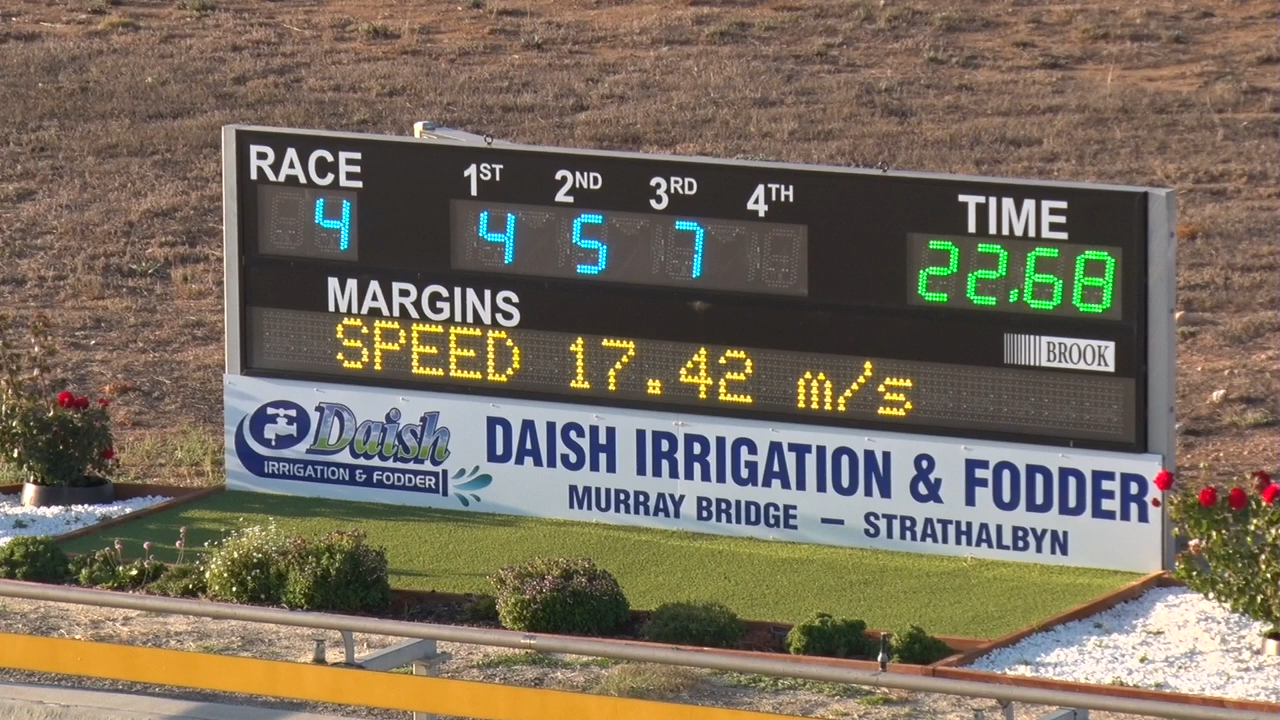 RACE 1ST 2ND 3RD 4TH TIME
4 4 5 7 22.68
MARGINS
BROOK
SPEED 17.42 m/s
Daish
IRRIGATION & FODDER
DAISH IRRIGATION & FODDER
MURRAY BRIDGE – STRATHALBYN